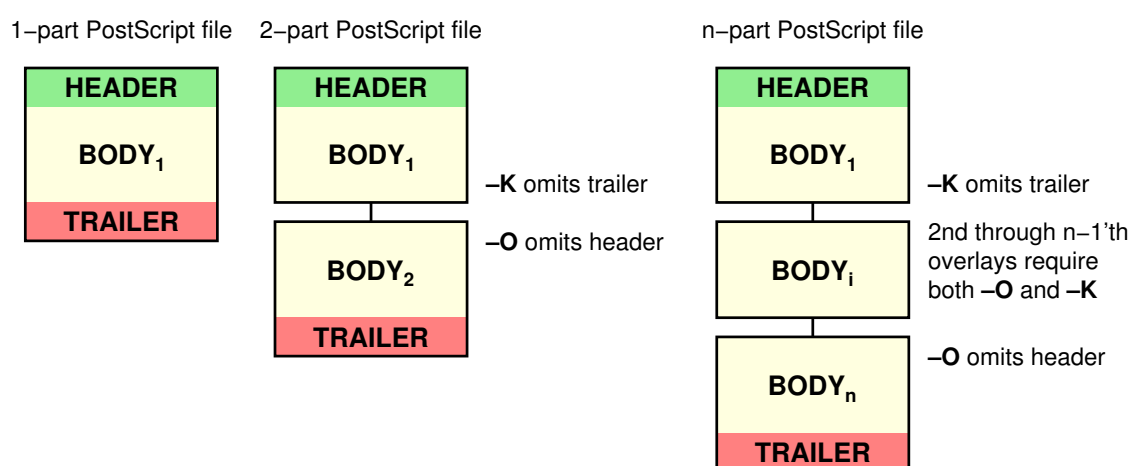 1−part PostScript file
HEADER
BODY1
TRAILER
2−part PostScript file
HEADER
BODY1
−K omits trailer
−O omits header
BODY2
TRAILER
n−part PostScript file
HEADER
BODY1
−K omits trailer
BODYi
2nd through n−1'th
overlays require
both −O and −K
−O omits header
BODYn
TRAILER